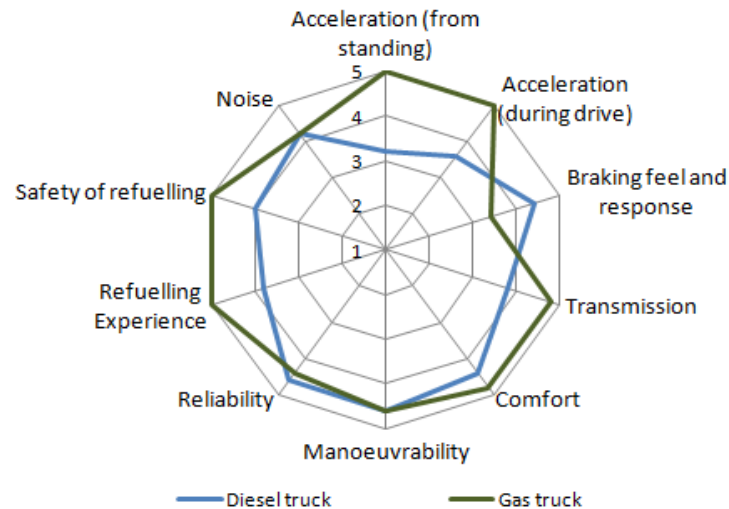 Acceleration (from
standing)
5
Acceleration
(during drive)
Noise
4
3
Braking feel and
response
Safety of refuelling
2
1
Refuelling
Experience
Transmission
Reliability
Comfort
Manoeuvrability
Diesel truck
Gas truck